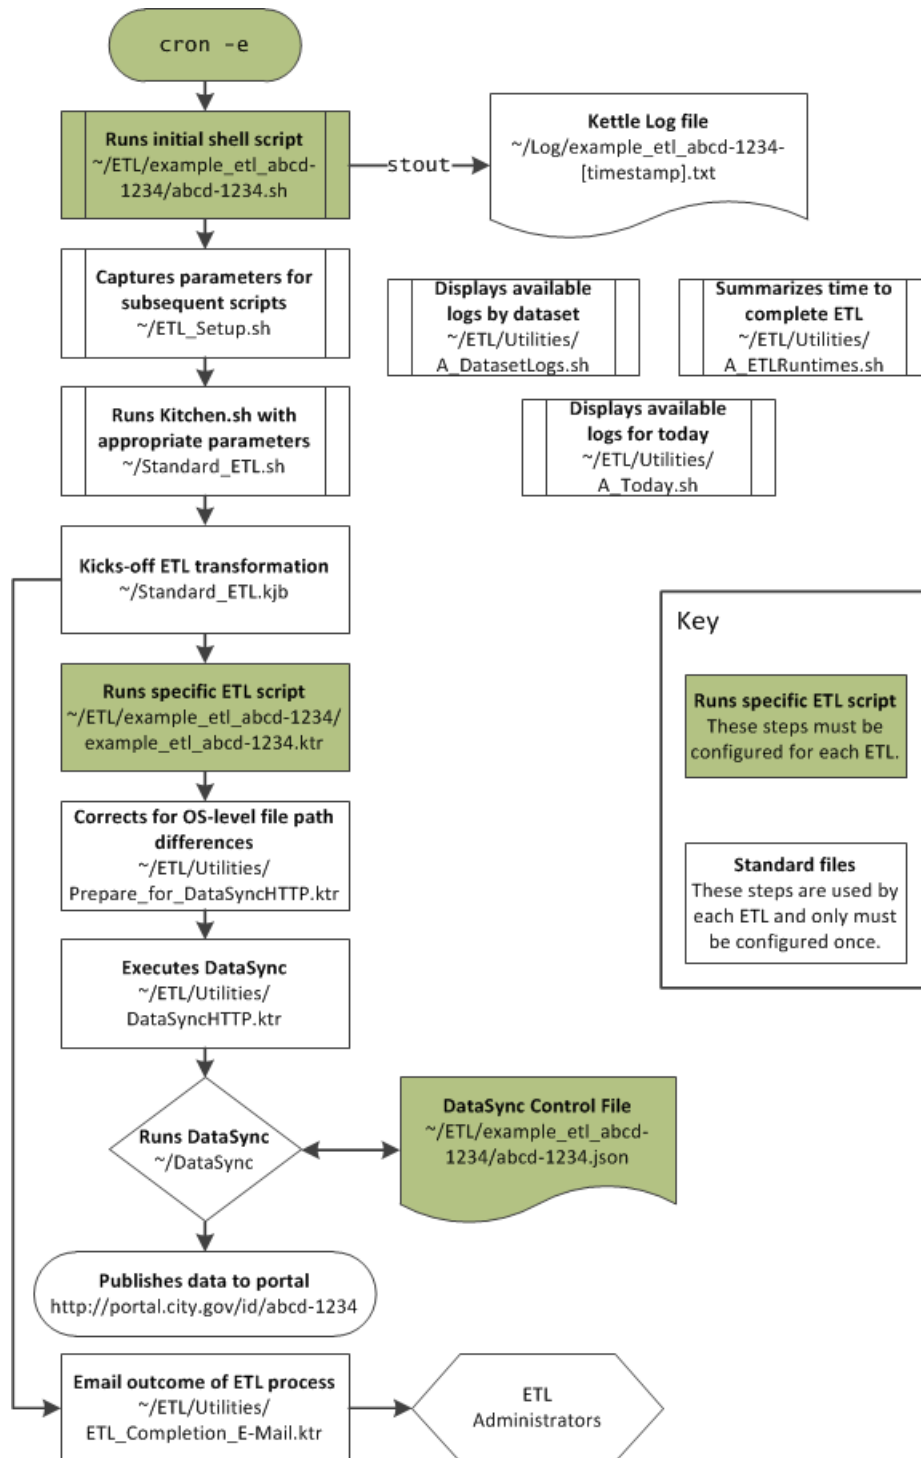 cron -e
Runs initial shell script
~/ETL/example_etl_abcd-
1234/abcd-1234.sh
stout
Kettle Log file
~/Log/example_etl_abcd-1234-
[timestamp].txt
Captures parameters for
subsequent scripts
~/ETL_Setup.sh
Displays available
logs by dataset
~/ETL/Utilities/
A_DatasetLogs.sh
Summarizes time to
complete ETL
~/ETL/Utilities/
A_ETLRuntimes.sh
Runs Kitchen.sh with
appropriate parameters
~/Standard_ETL.sh
Displays available
logs for today
~/ETL/Utilities/
A_Today.sh
Kicks-off ETL transformation
~/Standard_ETL.kjb
Key
Runs specific ETL script
~/ETL/example_etl_abcd-1234/
example_etl_abcd-1234.ktr
Runs specific ETL script
These steps must be
configured for each ETL.
Corrects for OS-level file path
differences
~/ETL/Utilities/
Prepare_for_DataSyncHTTP.ktr
Standard files
These steps are used by
each ETL and only must
be configured once.
Executes DataSync
~/ETL/Utilities/
DataSyncHTTP.ktr
Runs DataSync
~/DataSync
DataSync Control File
~/ETL/example_etl_abcd-
1234/abcd-1234.json
Publishes data to portal
http://portal.city.gov/id/abcd-1234
Email outcome of ETL process
~/ETL/Utilities/
ETL_Completion_E-Mail.ktr
ETL
Administrators